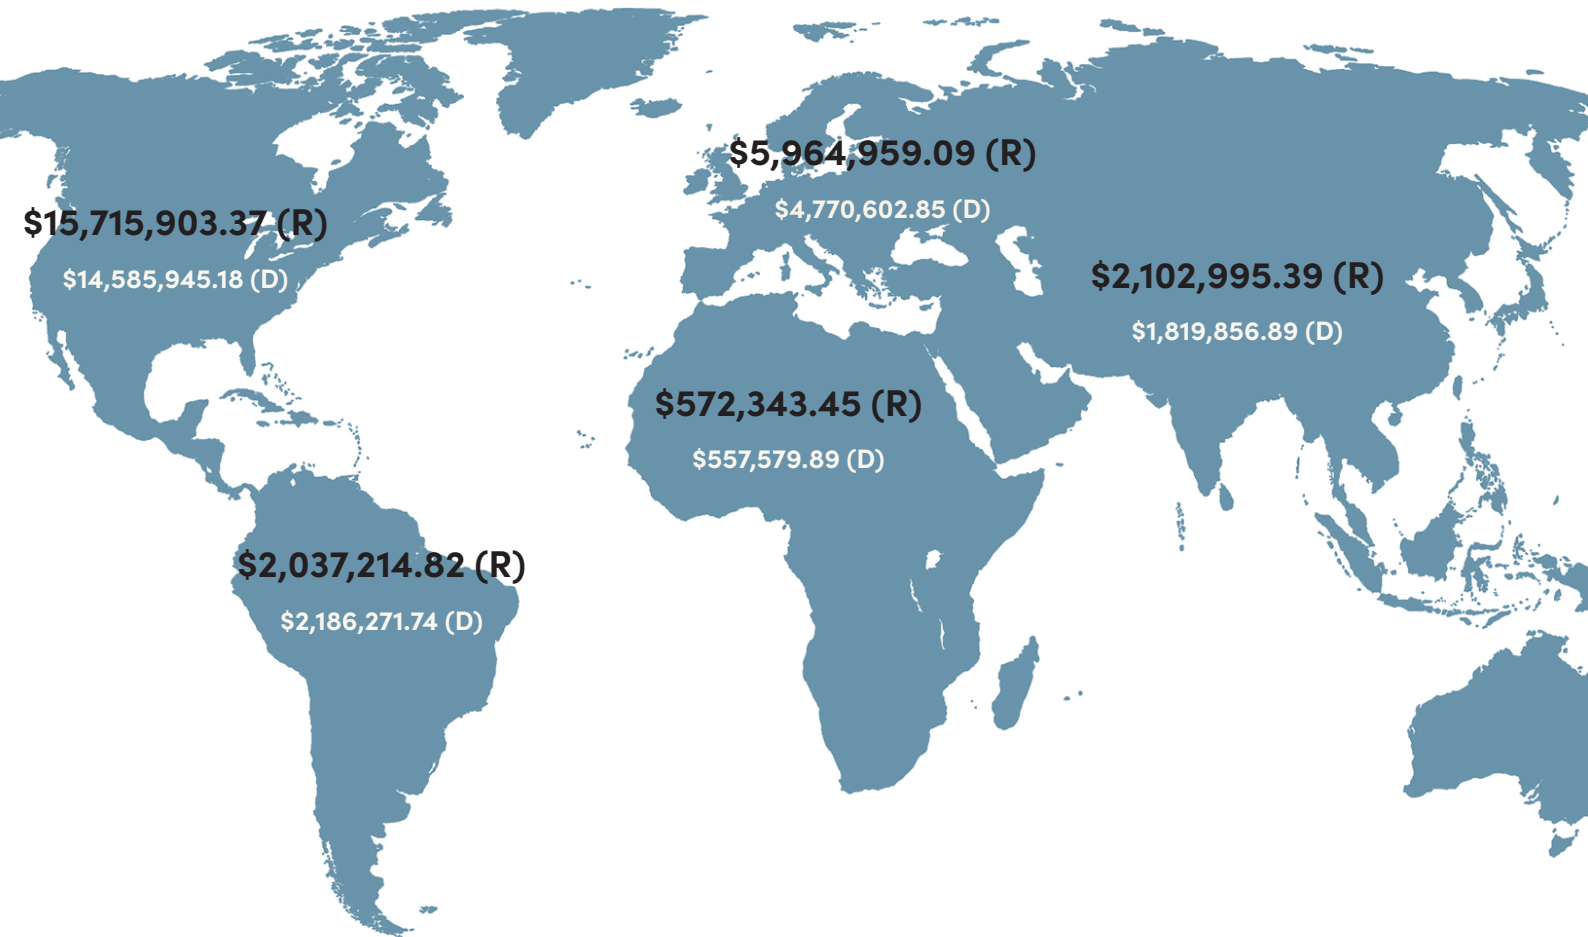 $15,715,903.37 (R)
$14,585,945.18 (D)
$5,964,959.09 (R)
$4,770,602.85 (D)
$2,102,995.39 (R)
$1,819,856.89 (D)
$572,343.45 (R)
$557,579.89 (D)
$2,037,214.82 (R)
$2,186,271.74 (D)